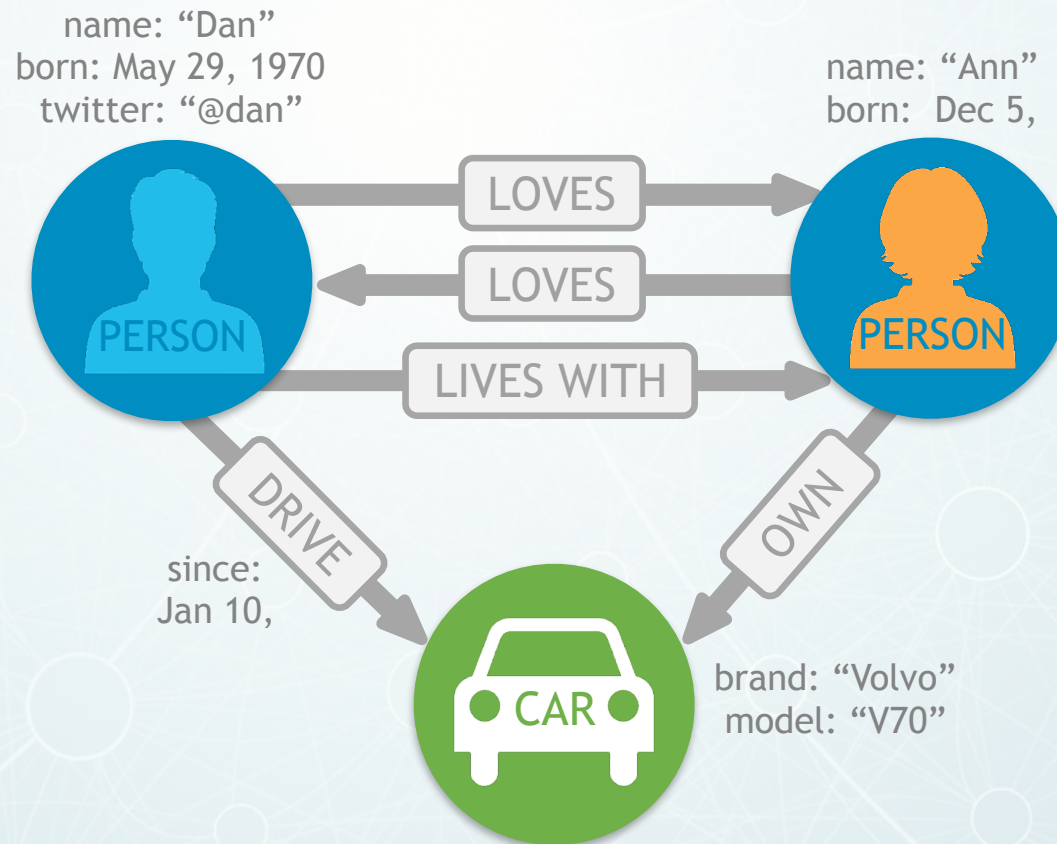 name: “Dan”
born: May 29, 1970
twitter: “@dan”
name: “Ann”
born:  Dec 5,
LOVES
LOVES
PERSON
PERSON
LIVES WITH
DRIVE
OWN
since:
Jan 10,
CAR
brand: “Volvo”
model: “V70”